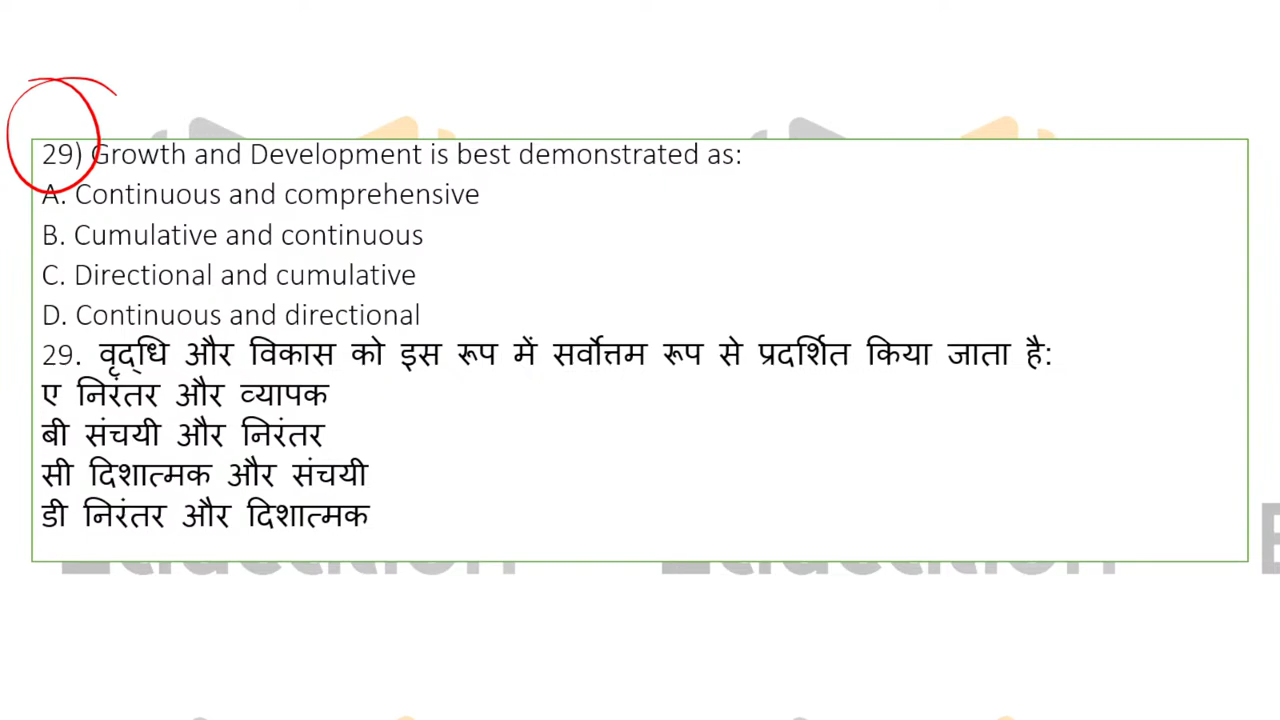 29) Growth and Development is best demonstrated as:
A. Continuous and comprehensive
B. Cumulative and continuous
C. Directional and cumulative
D. Continuous and directional
29. वृद्धि और विकास को इस रूप में सर्वोत्तम रूप से प्रदर्शित किया जाता है:
ए निरंतर और व्यापक
बी संचयी और निरंतर
सी दिशात्मक और संचयी
डी निरंतर और दिशात्मक